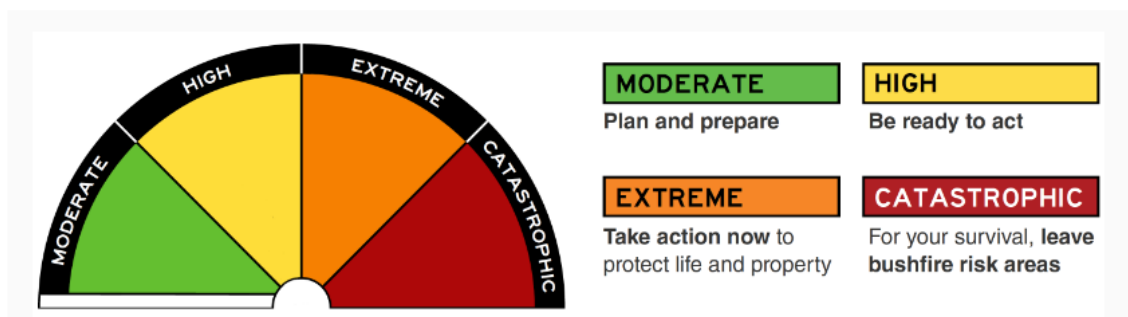 MODERATE
HIGH
EXTREME
CATASTROPHIC
MODERATE
Plan and prepare
HIGH
Be ready to act
EXTREME
Take action now to
protect life and property
CATASTROPHIC
For your survival, leave
bushfire risk areas